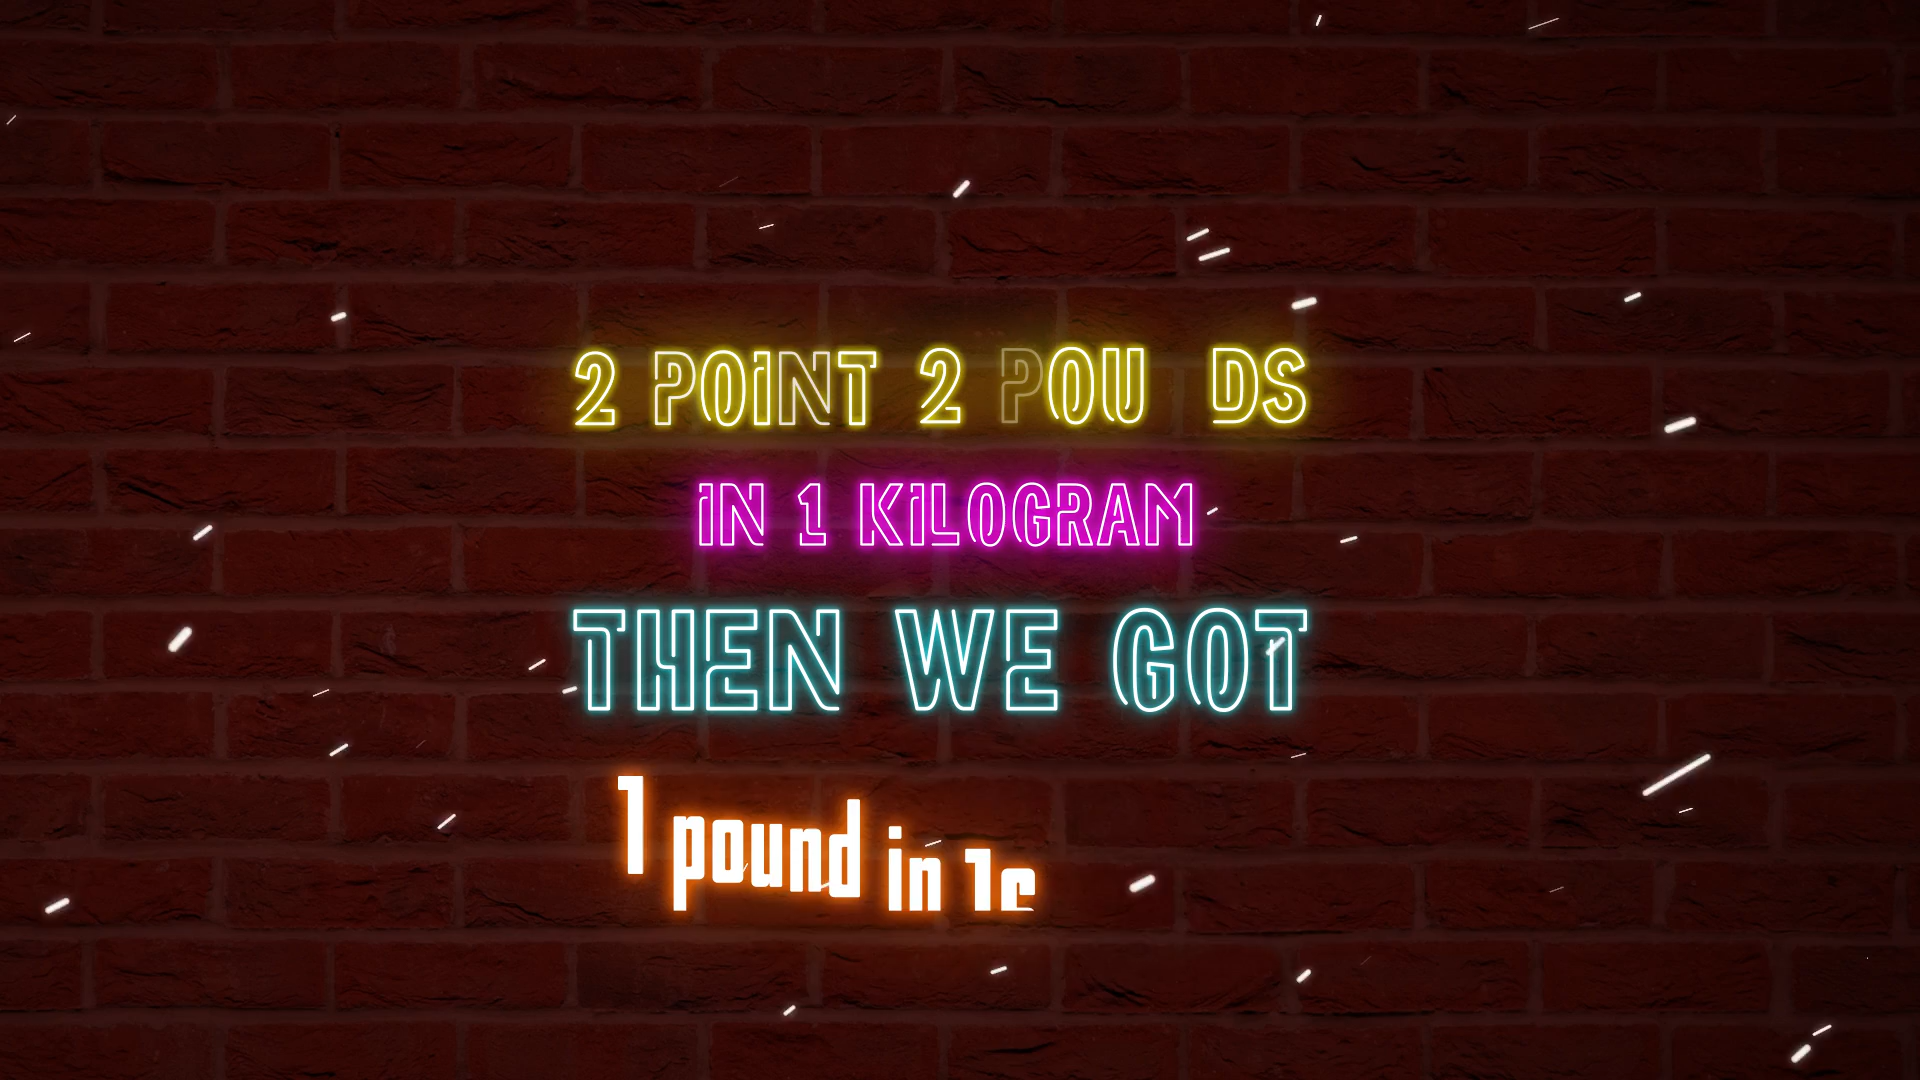 2 POINT 2 POU DS
IN 1 KILOGRAM
THEN WE GOT
1 pound in